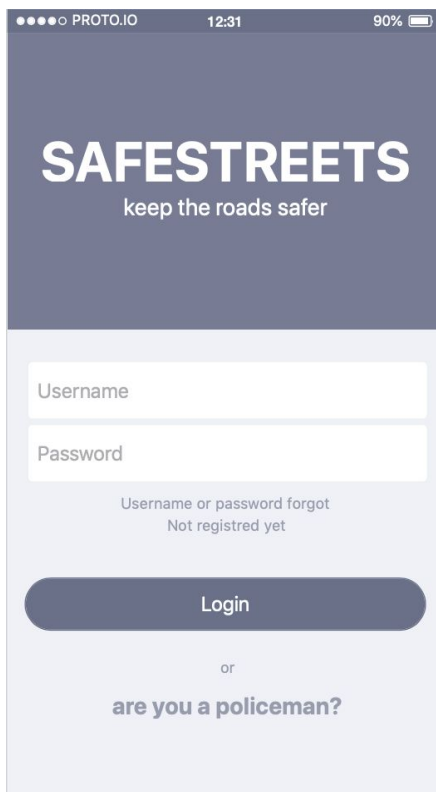 PROTO.IO 12:31 90%
SAFESTREETS
keep the roads safer
Username
Password
Username or password forgot
Not registred yet
Login
or
are you a policeman?